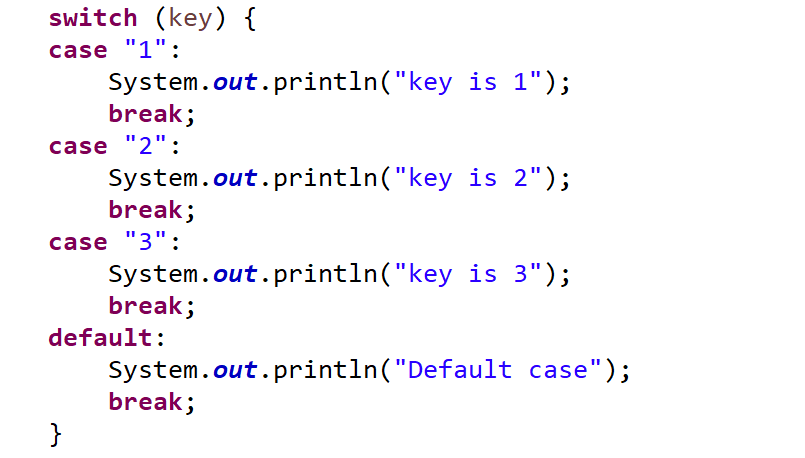 switch (key) {
case "1":
    System.out.println("key is 1");
    break;
case "2":
    System.out.println("key is 2");
    break;
case "3":
    System.out.println("key is 3");
    break;
default:
    System.out.println("Default case");
    break;
}